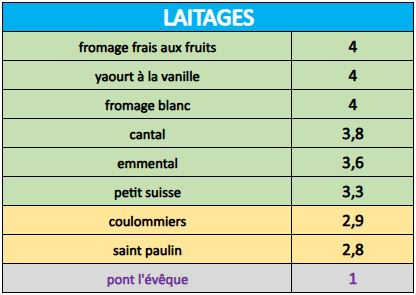 LAITAGES
fromage frais aux fruits 4
yaourt à la vanille 4
fromage blanc 4
cantal 3,8
emmental 3,6
petit suisse 3,3
coulommiers 2,9
saint paulin 2,8
pont l'évêque 1